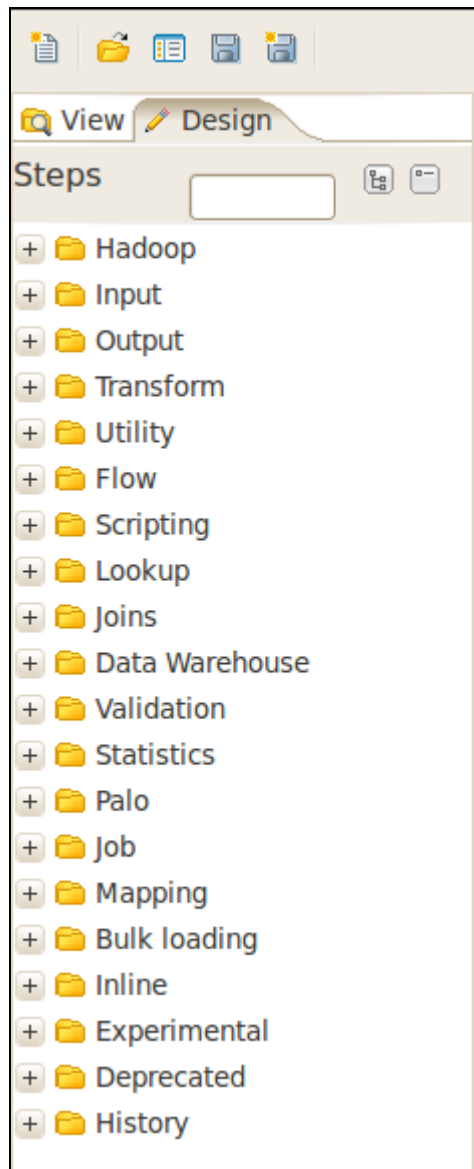 View Design
Steps
Hadoop
Input
Output
Transform
Utility
Flow
Scripting
Lookup
Joins
Data Warehouse
Validation
Statistics
Palo
Job
Mapping
Bulk loading
Inline
Experimental
Deprecated
History